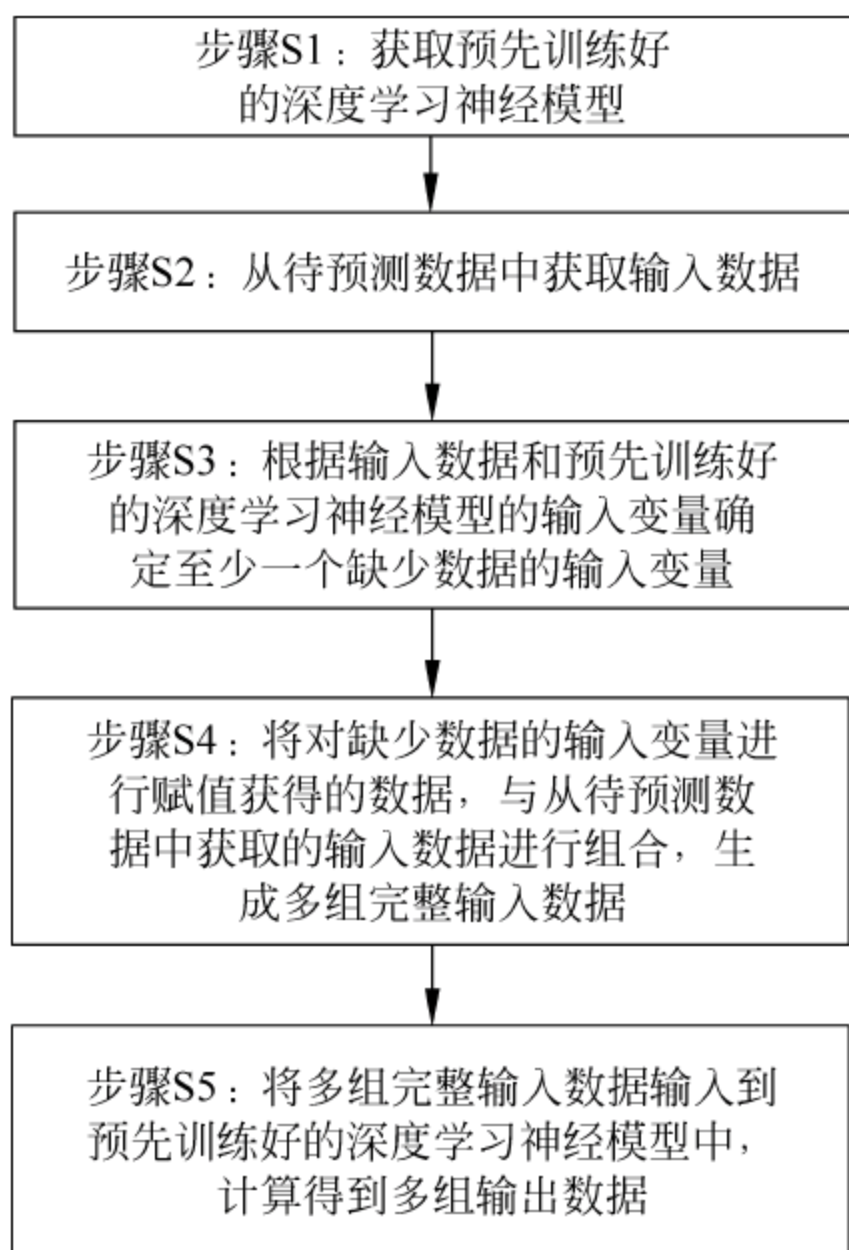 步骤S1：获取预先训练好
的深度学习神经模型
步骤S2：从待预测数据中获取输入数据
步骤S3：根据输入数据和预先训练好
的深度学习神经模型的输入变量确
定至少一个缺少数据的输入变量
步骤S4：将对缺少数据的输入变量进
行赋值获得的数据，与从待预测数
据中获取的输入数据进行组合，生
成多组完整输入数据
步骤S5：将多组完整输入数据输入到
预先训练好的深度学习神经模型中，
计算得到多组输出数据